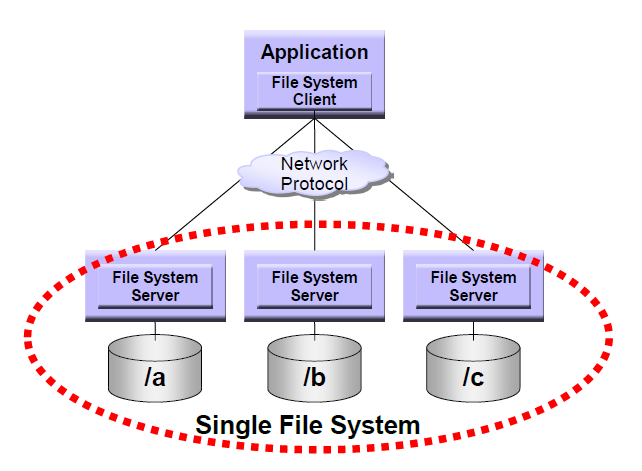 Application
File System
Client
Network
Protocol
File System
Server
File System
Server
File System
Server
/a
/b
/c
Single File System